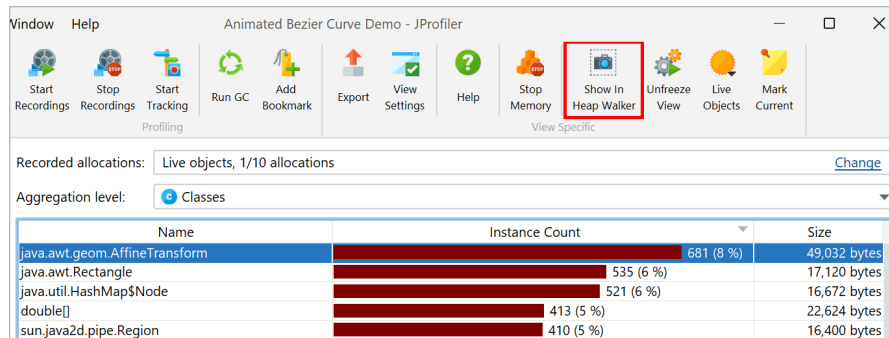 Window Help Animated Bezier Curve Demo - JProfiler
Start Recordings
Stop Recordings
Start Tracking
Run GC
Add Bookmark
Export
View Settings
Help
STOP
Stop Memory
Show In Heap Walker
Unfreeze View
Live Objects
Mark Current
Profiling
View Specific
Recorded allocations: Live objects, 1/10 allocations Change
Aggregation level: C Classes
Name Instance Count Size
java.awt.geom.AffineTransform 681 (8 %) 49,032 bytes
java.awt.Rectangle 535 (6 %) 17,120 bytes
java.util.HashMap$Node 521 (6 %) 16,672 bytes
double[] 413 (5 %) 22,624 bytes
sun.java2d.pipe.Region 410 (5 %) 16,400 bytes